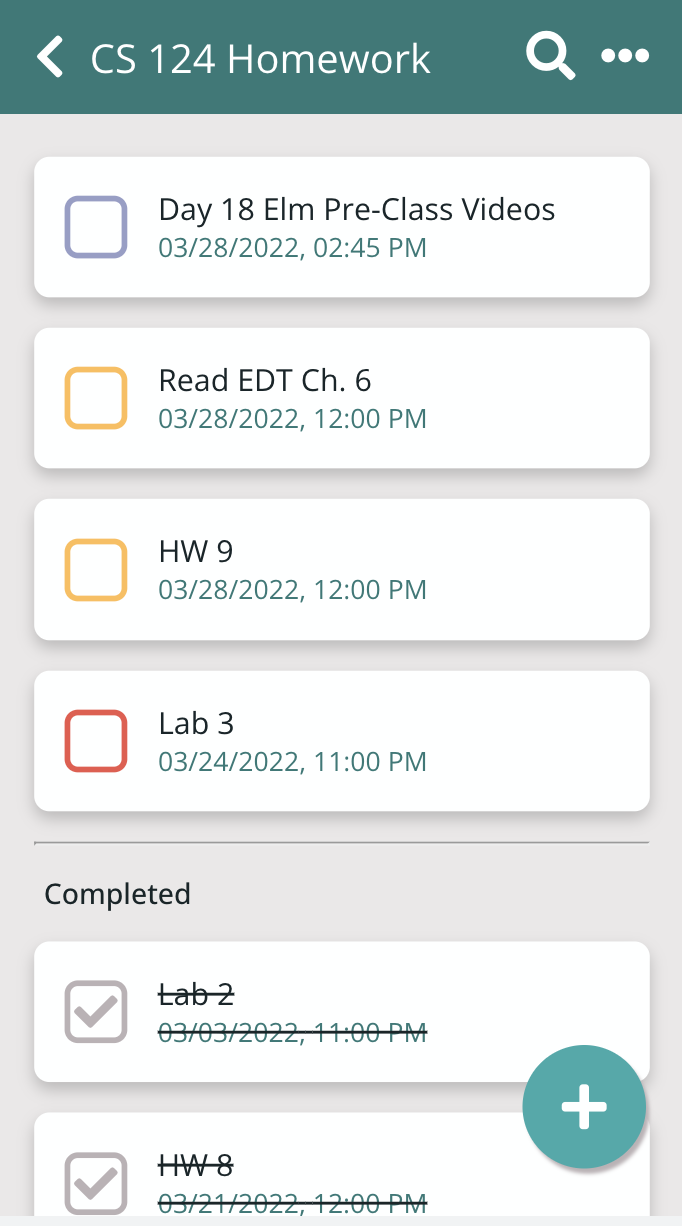 CS 124 Homework
Day 18 Elm Pre-Class Videos
03/28/2022, 02:45 PM
Read EDT Ch. 6
03/28/2022, 12:00 PM
HW 9
03/28/2022, 12:00 PM
Lab 3
03/24/2022, 11:00 PM
Completed
Lab 2
03/03/2022, 11:00 PM
HW 8
03/21/2022, 12:00 PM